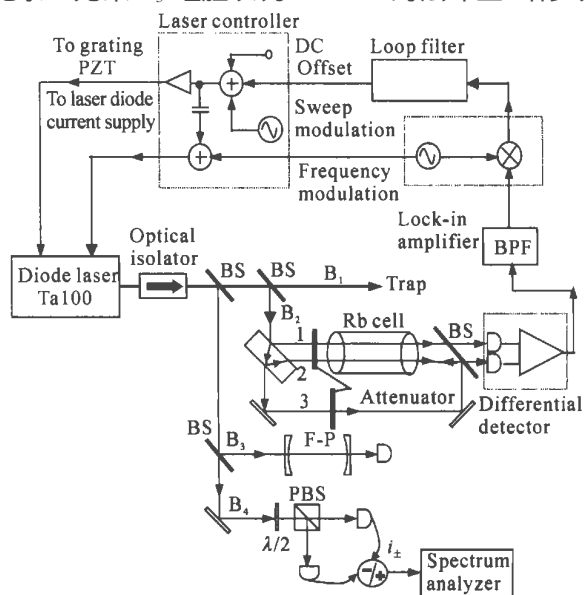 Laser controller
To grating
PZT
DC
Offset
Loop filter
To laser diode
current supply
Sweep
modulation
Frequency
modulation
Lock-in
amplifier
BPF
Optical
isolator
Diode laser
Ta100
BS
BS
B₁
Trap
B₂
1
Rb cell
BS
2
3
Attenuator
Differential
detector
BS
B₃
F-P
B₄
PBS
λ/2
i±
−/+
Spectrum
analyzer